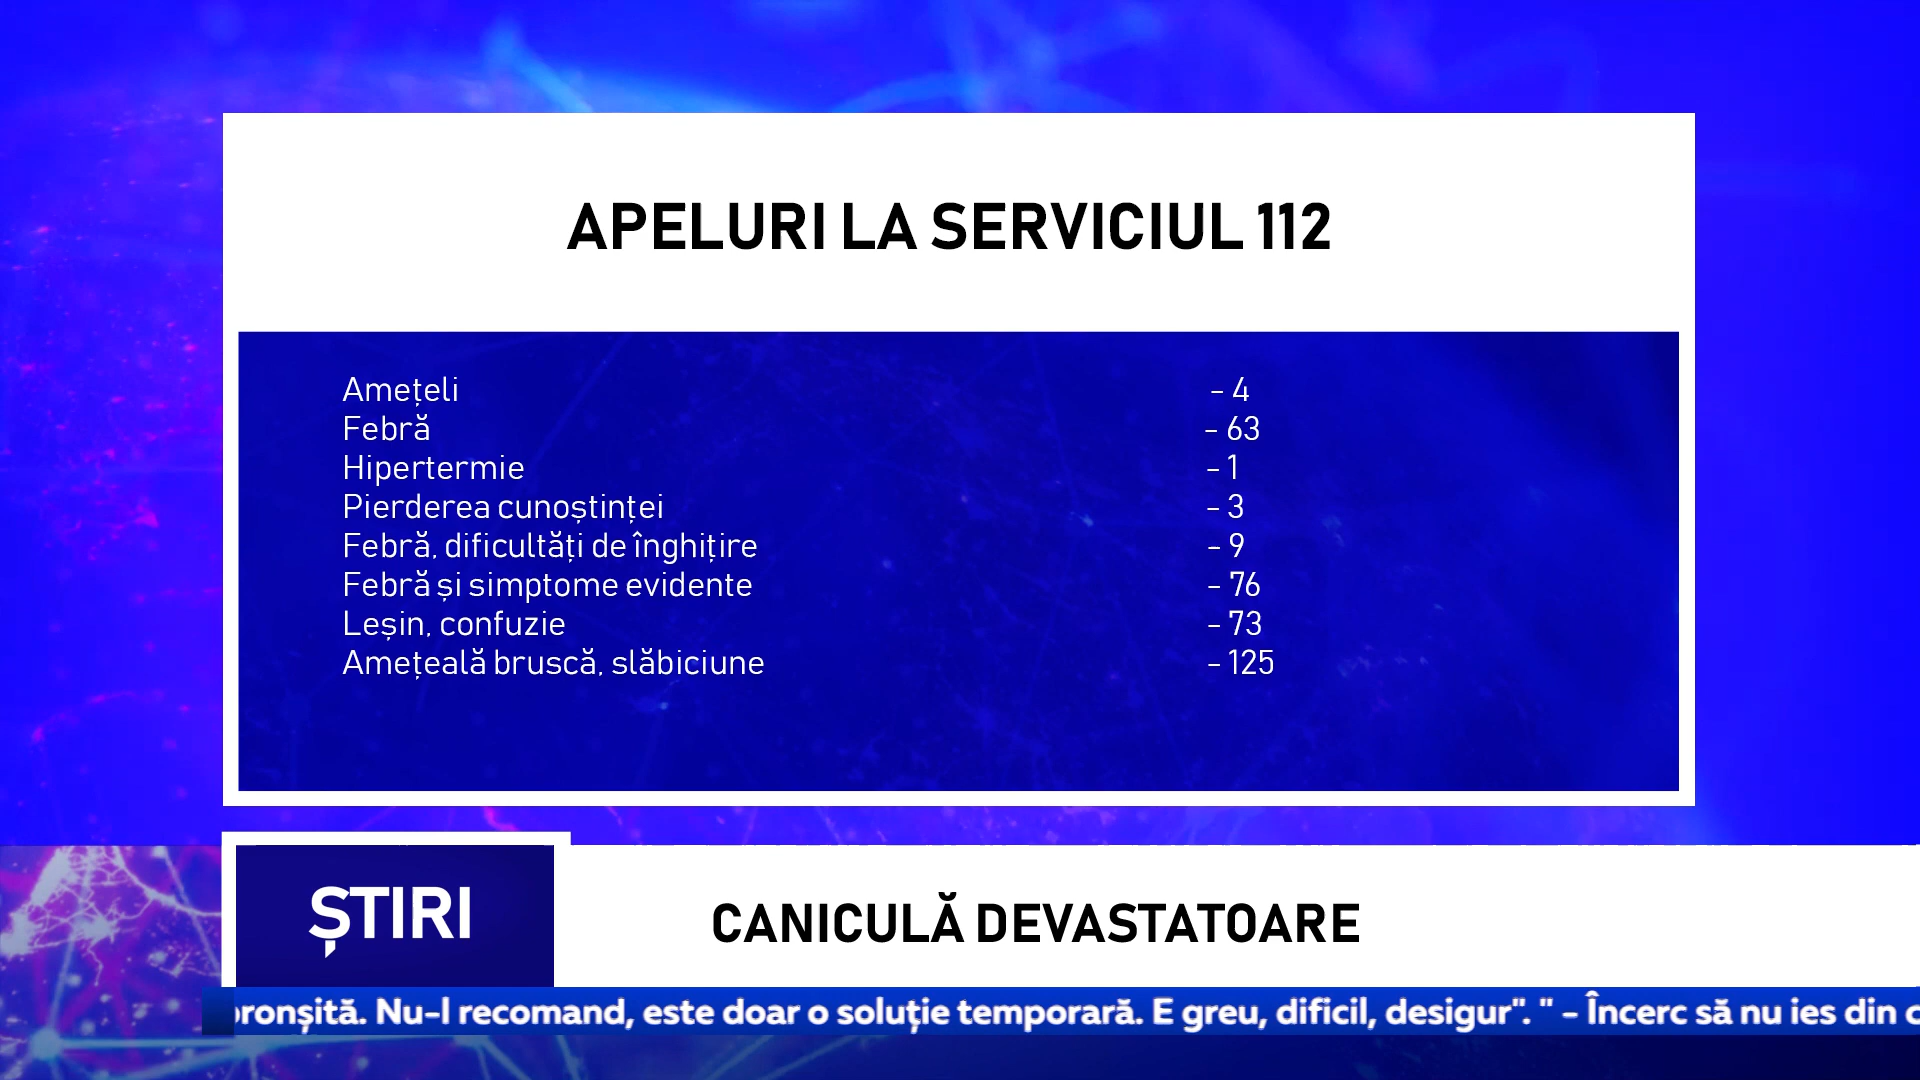 APELURI LA SERVICIUL 112
Amețeli - 4
Febră - 63
Hipertermie - 1
Pierderea cunoștinței - 3
Febră, dificultăți de înghițire - 9
Febră și simptome evidente - 76
Leșin, confuzie - 73
Amețeală bruscă, slăbiciune - 125
ȘTIRI
CANICULĂ DEVASTATOARE
bronșită. Nu-l recomand, este doar o soluție temporară. E greu, dificil, desigur". " - Încerc să nu ies din